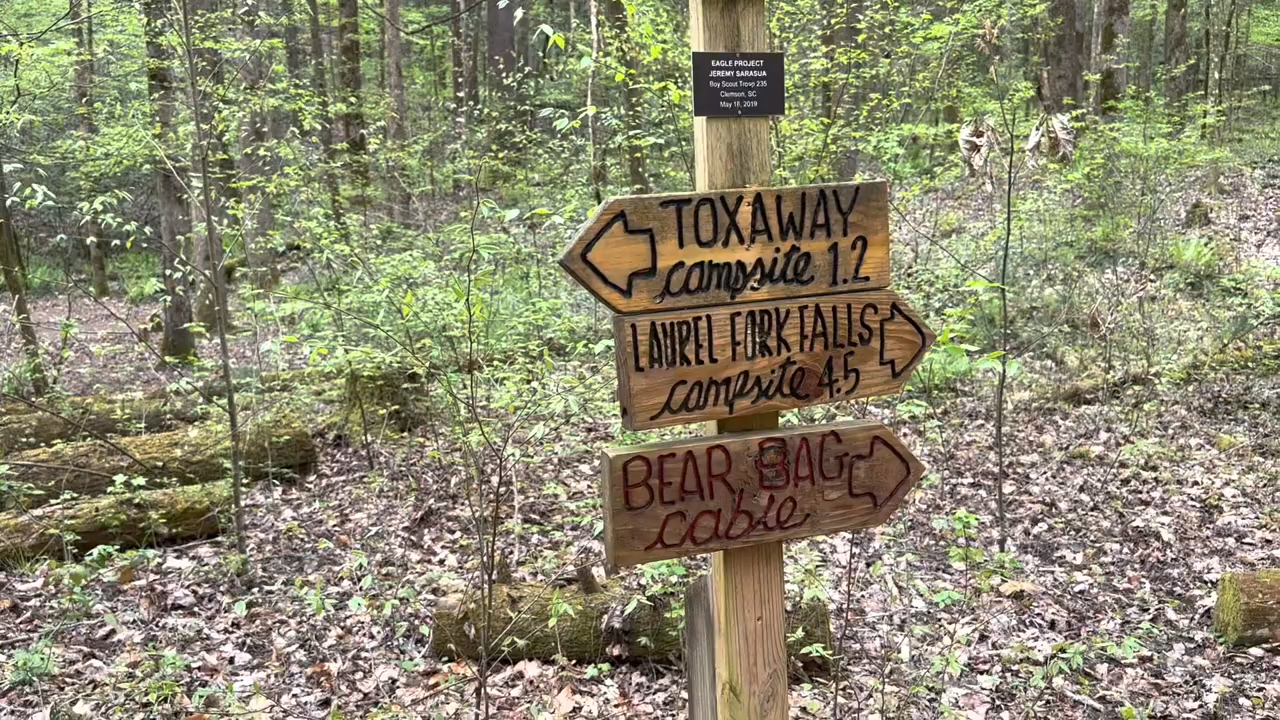 EAGLE PROJECT
JEREMY SARASUA
Boy Scout Troop 235
Clemson, SC
May 18, 2019
TOXAWAY
campsite 1.2
LAUREL FORK FALLS
campsite 4.5
BEAR BAG
cable